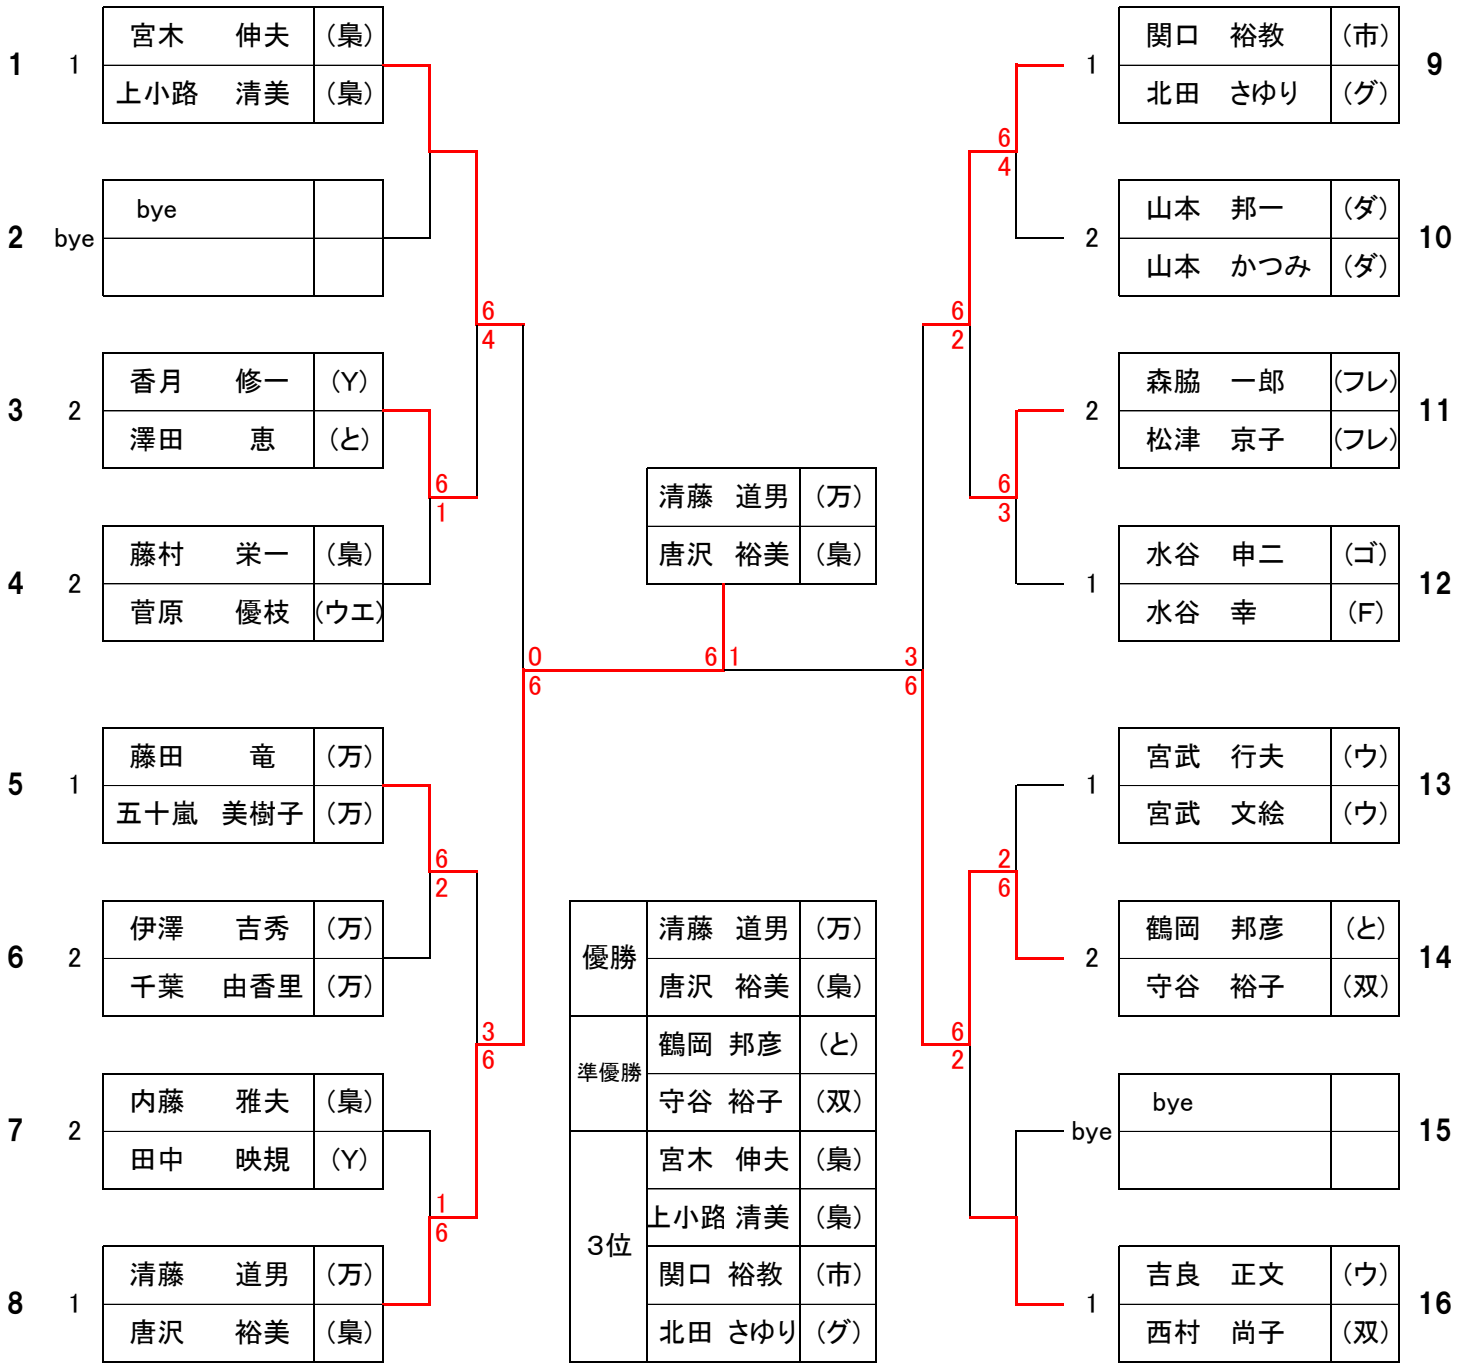 1 1 宮木 伸夫 (梟)
上小路 清美 (梟)
2 bye bye
6
4
3 2 香月 修一 (Y)
澤田 恵 (と)
6
1
4 2 藤村 栄一 (梟)
菅原 優枝 (ウエ)
0
6
5 1 藤田 竜 (万)
五十嵐 美樹子 (万)
6
2
6 2 伊澤 吉秀 (万)
千葉 由香里 (万)
3
6
7 2 内藤 雅夫 (梟)
田中 映規 (Y)
1
6
8 1 清藤 道男 (万)
唐沢 裕美 (梟)
清藤 道男 (万)
唐沢 裕美 (梟)
6 1
優勝 清藤 道男 (万)
唐沢 裕美 (梟)
準優勝 鶴岡 邦彦 (と)
守谷 裕子 (双)
3位 宮木 伸夫 (梟)
上小路 清美 (梟)
関口 裕教 (市)
北田 さゆり (グ)
1 関口 裕教 (市) 9
北田 さゆり (グ)
6
4
2 山本 邦一 (ダ) 10
山本 かつみ (ダ)
6
2
2 森脇 一郎 (フレ) 11
松津 京子 (フレ)
6
3
1 水谷 申二 (ゴ) 12
水谷 幸 (F)
3
6
1 宮武 行夫 (ウ) 13
宮武 文絵 (ウ)
2
6
2 鶴岡 邦彦 (と) 14
守谷 裕子 (双)
6
2
bye bye 15
1 吉良 正文 (ウ) 16
西村 尚子 (双)